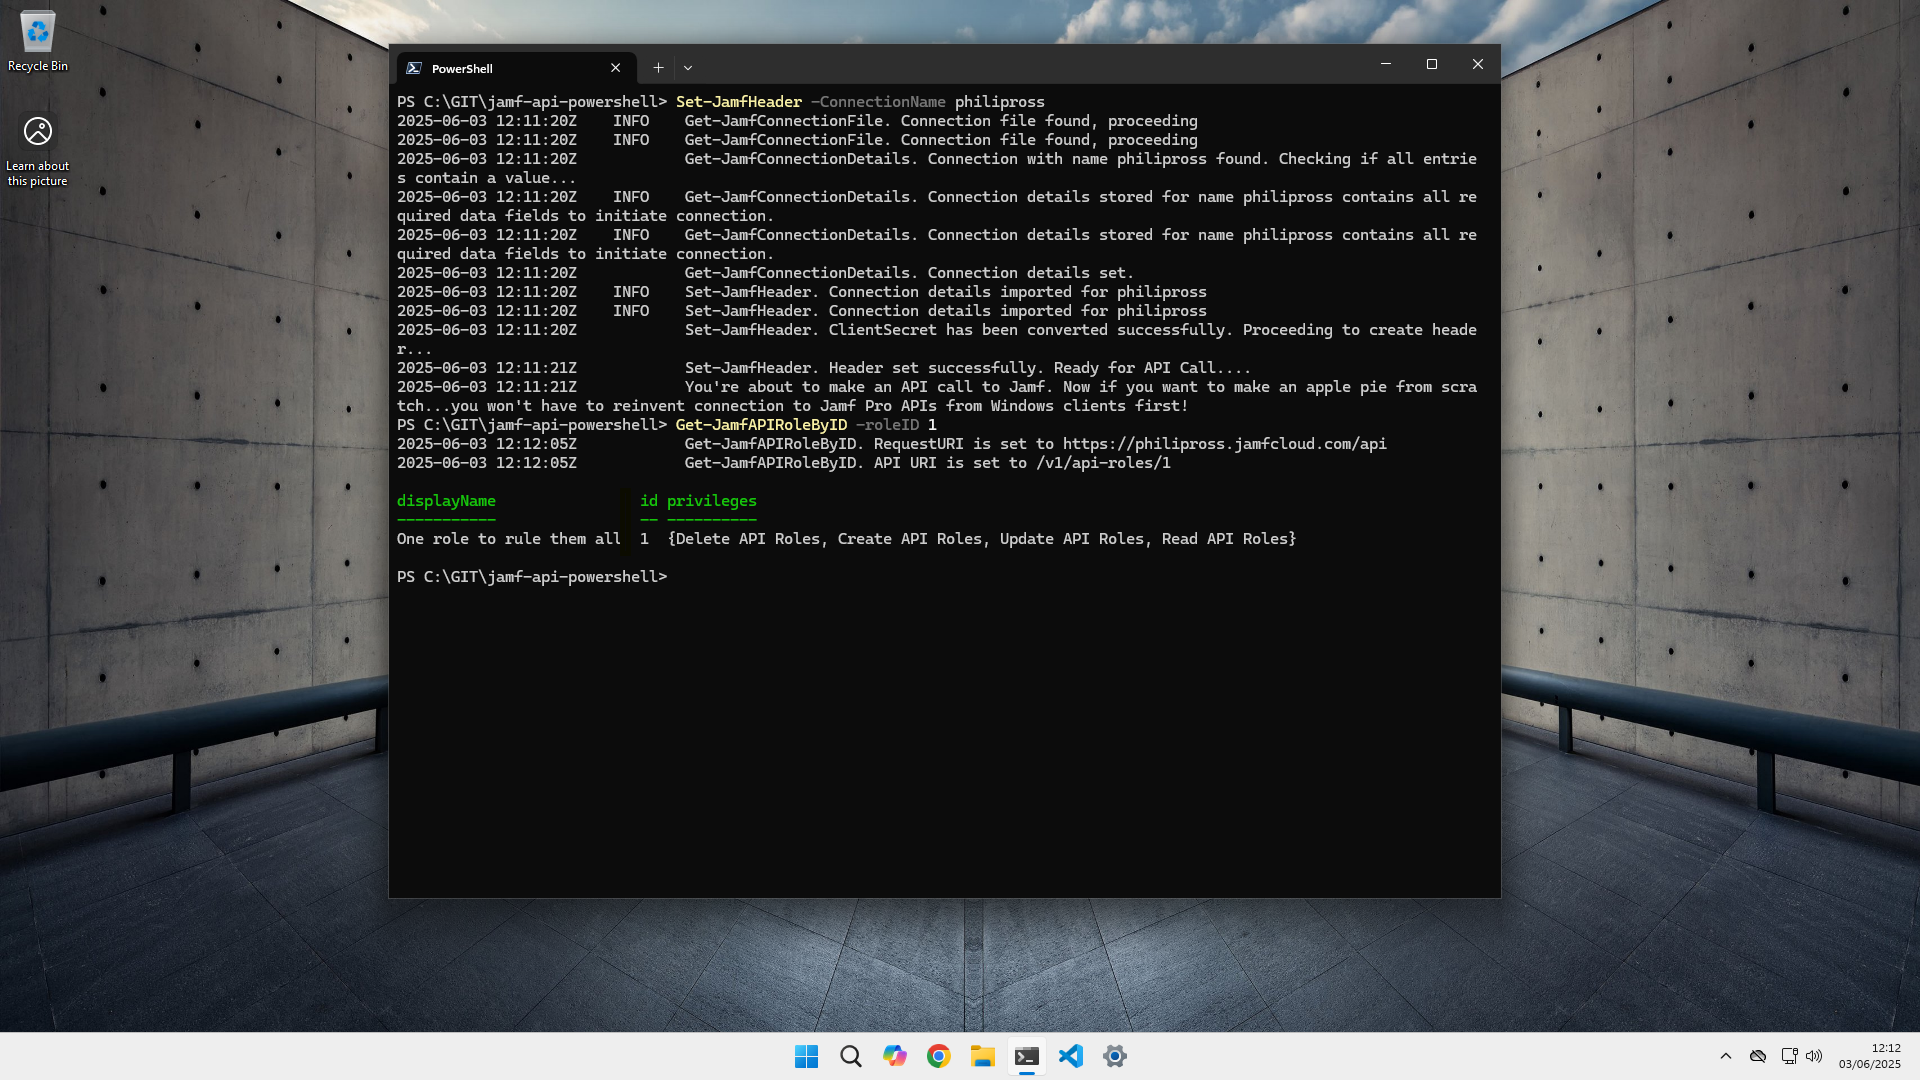 Recycle Bin
Learn about
this picture
PowerShell
PS C:\GIT\jamf-api-powershell> Set-JamfHeader -ConnectionName philipross
2025-06-03 12:11:20Z    INFO    Get-JamfConnectionFile. Connection file found, proceeding
2025-06-03 12:11:20Z    INFO    Get-JamfConnectionFile. Connection file found, proceeding
2025-06-03 12:11:20Z            Get-JamfConnectionDetails. Connection with name philipross found. Checking if all entrie
s contain a value...
2025-06-03 12:11:20Z    INFO    Get-JamfConnectionDetails. Connection details stored for name philipross contains all re
quired data fields to initiate connection.
2025-06-03 12:11:20Z    INFO    Get-JamfConnectionDetails. Connection details stored for name philipross contains all re
quired data fields to initiate connection.
2025-06-03 12:11:20Z            Get-JamfConnectionDetails. Connection details set.
2025-06-03 12:11:20Z    INFO    Set-JamfHeader. Connection details imported for philipross
2025-06-03 12:11:20Z    INFO    Set-JamfHeader. Connection details imported for philipross
2025-06-03 12:11:20Z            Set-JamfHeader. ClientSecret has been converted successfully. Proceeding to create heade
r...
2025-06-03 12:11:21Z            Set-JamfHeader. Header set successfully. Ready for API Call....
2025-06-03 12:11:21Z            You're about to make an API call to Jamf. Now if you want to make an apple pie from scra
tch...you won't have to reinvent connection to Jamf Pro APIs from Windows clients first!
PS C:\GIT\jamf-api-powershell> Get-JamfAPIRoleByID -roleID 1
2025-06-03 12:12:05Z            Get-JamfAPIRoleByID. RequestURI is set to https://philipross.jamfcloud.com/api
2025-06-03 12:12:05Z            Get-JamfAPIRoleByID. API URI is set to /v1/api-roles/1
displayName                id privileges
-----------                -- ----------
One role to rule them all  1  {Delete API Roles, Create API Roles, Update API Roles, Read API Roles}
PS C:\GIT\jamf-api-powershell>
12:12
03/06/2025